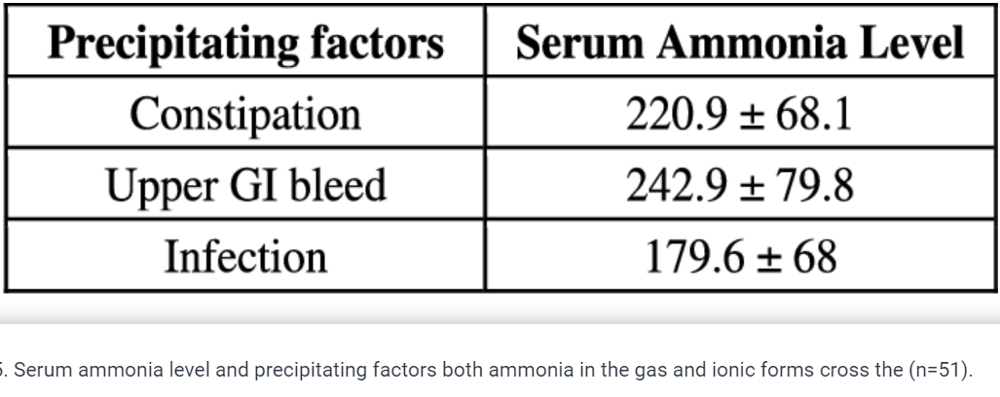 Precipitating factors Serum Ammonia Level
Constipation 220.9 ± 68.1
Upper GI bleed 242.9 ± 79.8
Infection 179.6 ± 68
5. Serum ammonia level and precipitating factors both ammonia in the gas and ionic forms cross the (n=51).